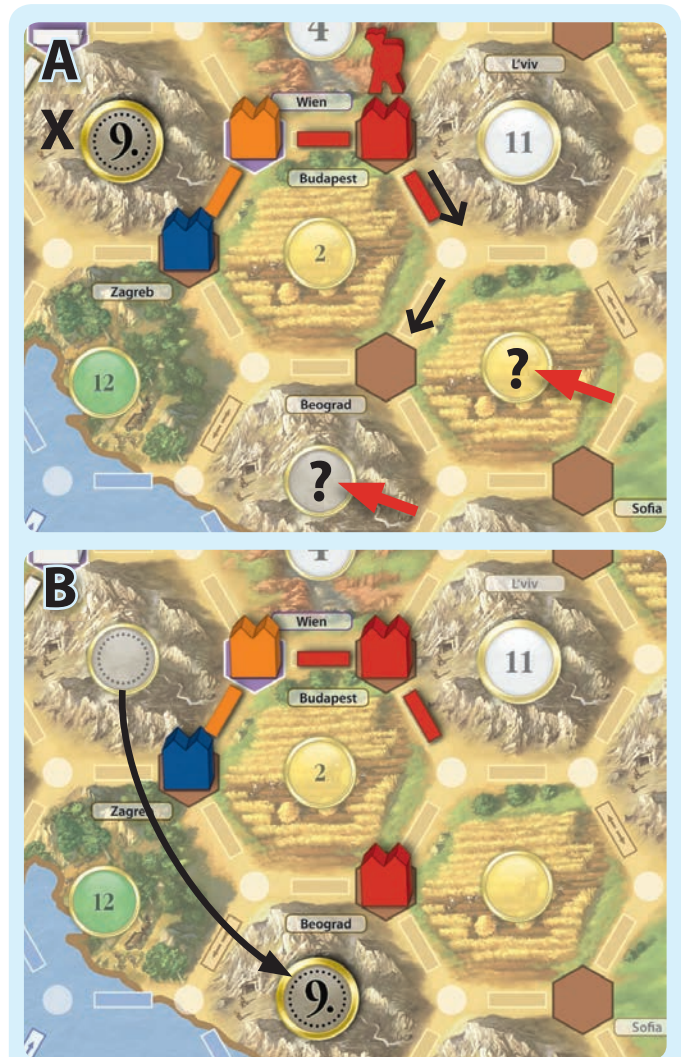 A
4
L'viv
Wien
X
9.
11
Budapest
2
Zagreb
?
12
Beograd
?
Sofia
B
4
L'viv
Wien
11
Budapest
2
Zagreb
12
Beograd
9.
Sofia